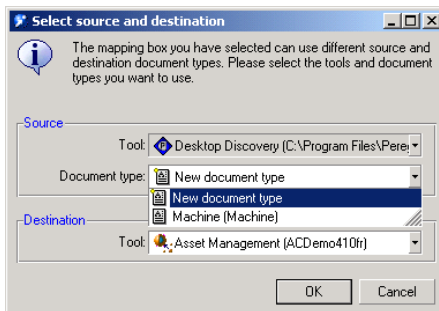 Select source and destination
The mapping box you have selected can use different source and
destination document types. Please select the tools and document
types you want to use.
Source
Tool: Desktop Discovery (C:\Program Files\Pere
Document type: New document type
New document type
Machine (Machine)
Destination
Tool: Asset Management (ACDemo410fr)
OK Cancel